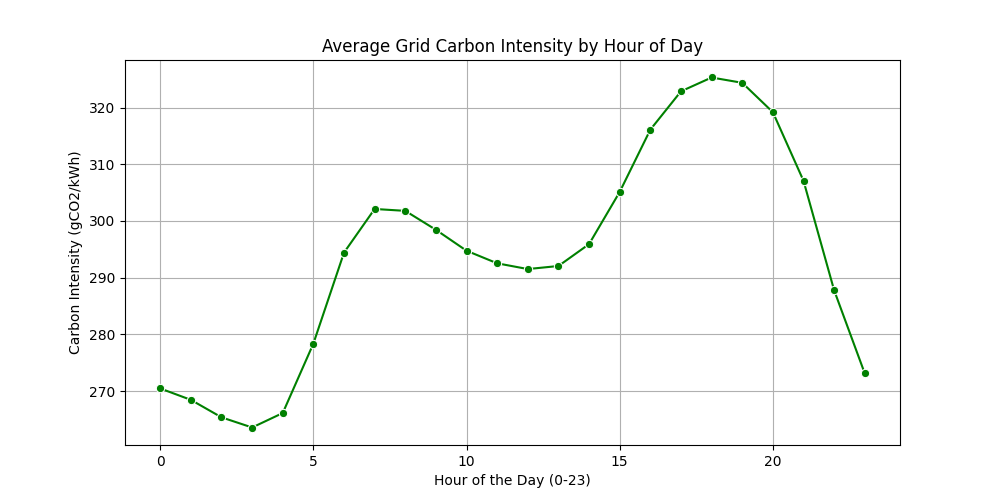 Average Grid Carbon Intensity by Hour of Day
Carbon Intensity (gCO2/kWh)
320
310
300
290
280
270
0 5 10 15 20
Hour of the Day (0-23)